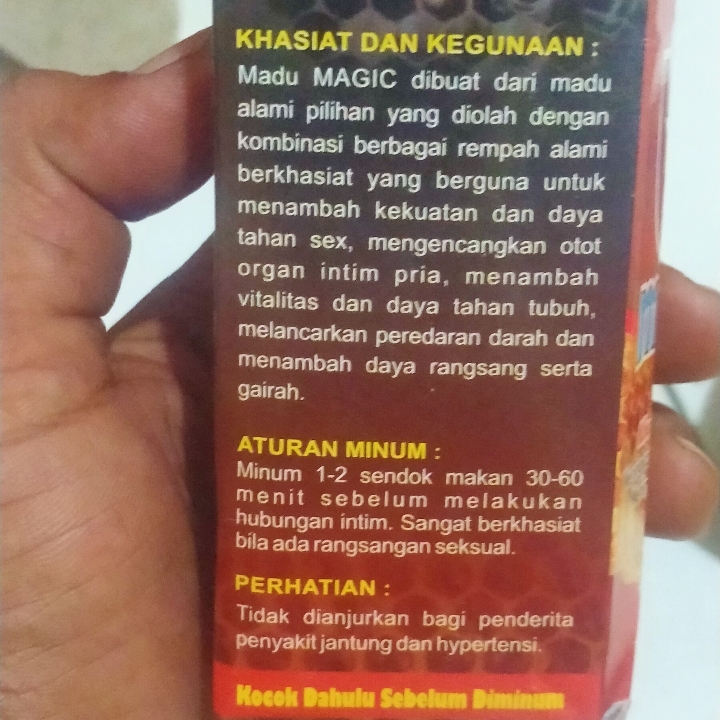 KHASIAT DAN KEGUNAAN :
Madu MAGIC dibuat dari madu
alami pilihan yang diolah dengan
kombinasi berbagai rempah alami
berkhasiat yang berguna untuk
menambah kekuatan dan daya
tahan sex, mengencangkan otot
organ intim pria, menambah
vitalitas dan daya tahan tubuh,
melancarkan peredaran darah dan
menambah daya rangsang serta
gairah.
ATURAN MINUM :
Minum 1-2 sendok makan 30-60
menit sebelum melakukan
hubungan intim. Sangat berkhasiat
bila ada rangsangan seksual.
PERHATIAN :
Tidak dianjurkan bagi penderita
penyakit jantung dan hypertensi.
Kocok Dahulu Sebelum Diminum